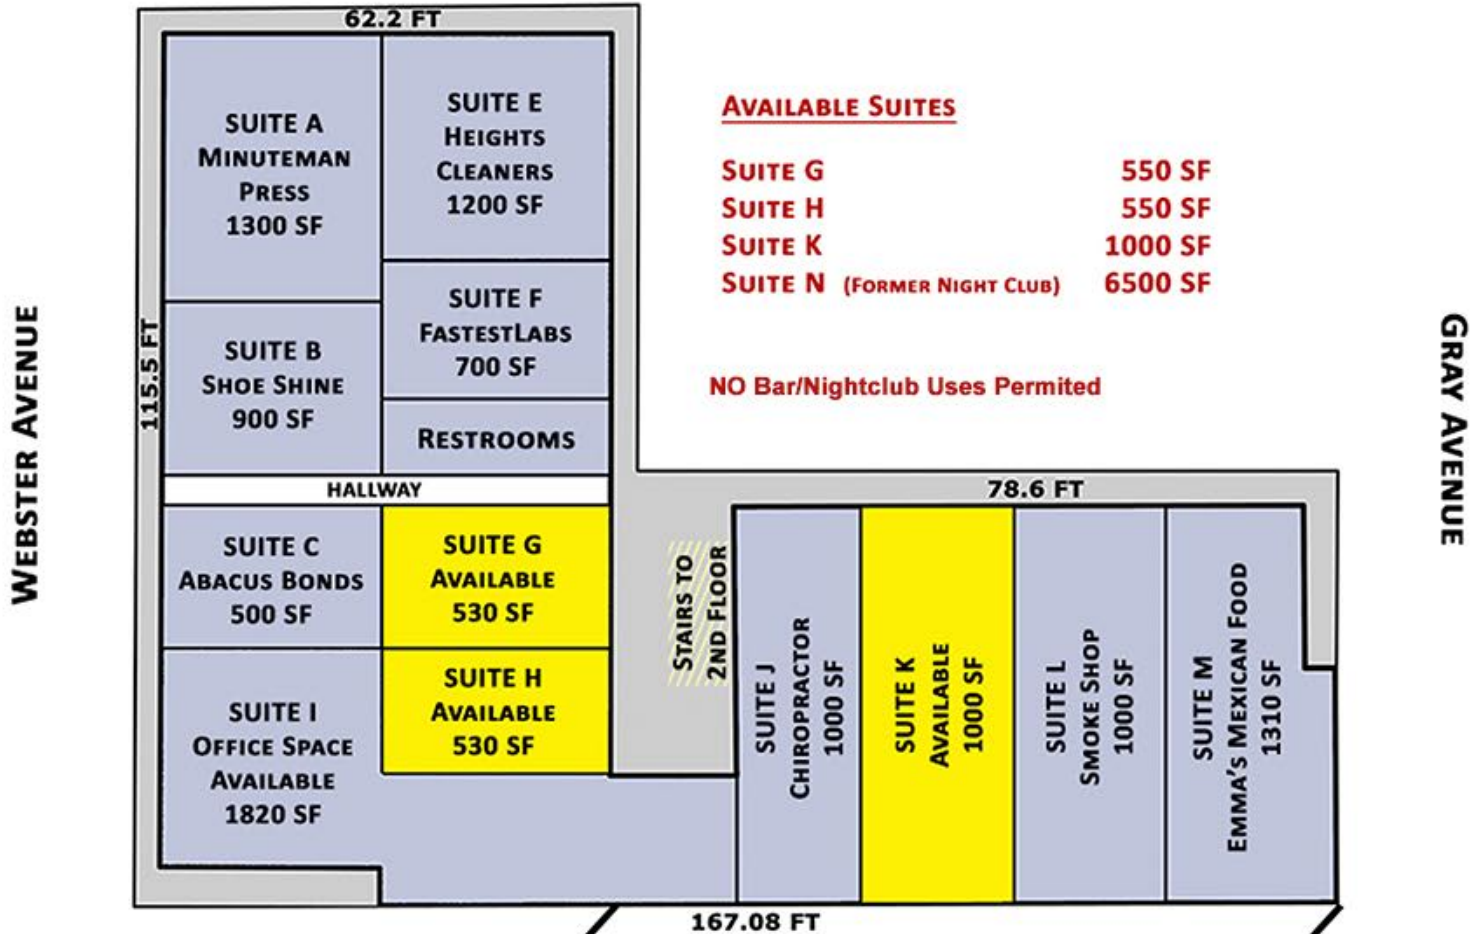 62.2 FT
SUITE A
MINUTEMAN
PRESS
1300 SF
SUITE E
HEIGHTS
CLEANERS
1200 SF
AVAILABLE SUITES
SUITE G 550 SF
SUITE H 550 SF
SUITE K 1000 SF
SUITE N (FORMER NIGHT CLUB) 6500 SF
NO Bar/Nightclub Uses Permited
WEBSTER AVENUE
115.5 FT
SUITE B
SHOE SHINE
900 SF
SUITE F
FASTESTLABS
700 SF
RESTROOMS
GRAY AVENUE
HALLWAY
78.6 FT
SUITE C
ABACUS BONDS
500 SF
SUITE G
AVAILABLE
530 SF
STAIRS TO
2ND FLOOR
SUITE I
OFFICE SPACE
AVAILABLE
1820 SF
SUITE H
AVAILABLE
530 SF
SUITE J
CHIROPRACTOR
1000 SF
SUITE K
AVAILABLE
1000 SF
SUITE L
SMOKE SHOP
1000 SF
SUITE M
EMMA'S MEXICAN FOOD
1310 SF
167.08 FT